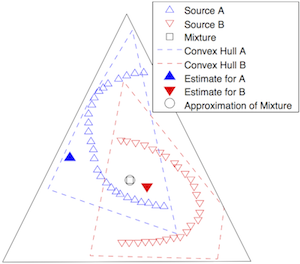 Source A
Source B
Mixture
Convex Hull A
Convex Hull B
Estimate for A
Estimate for B
Approximation of Mixture